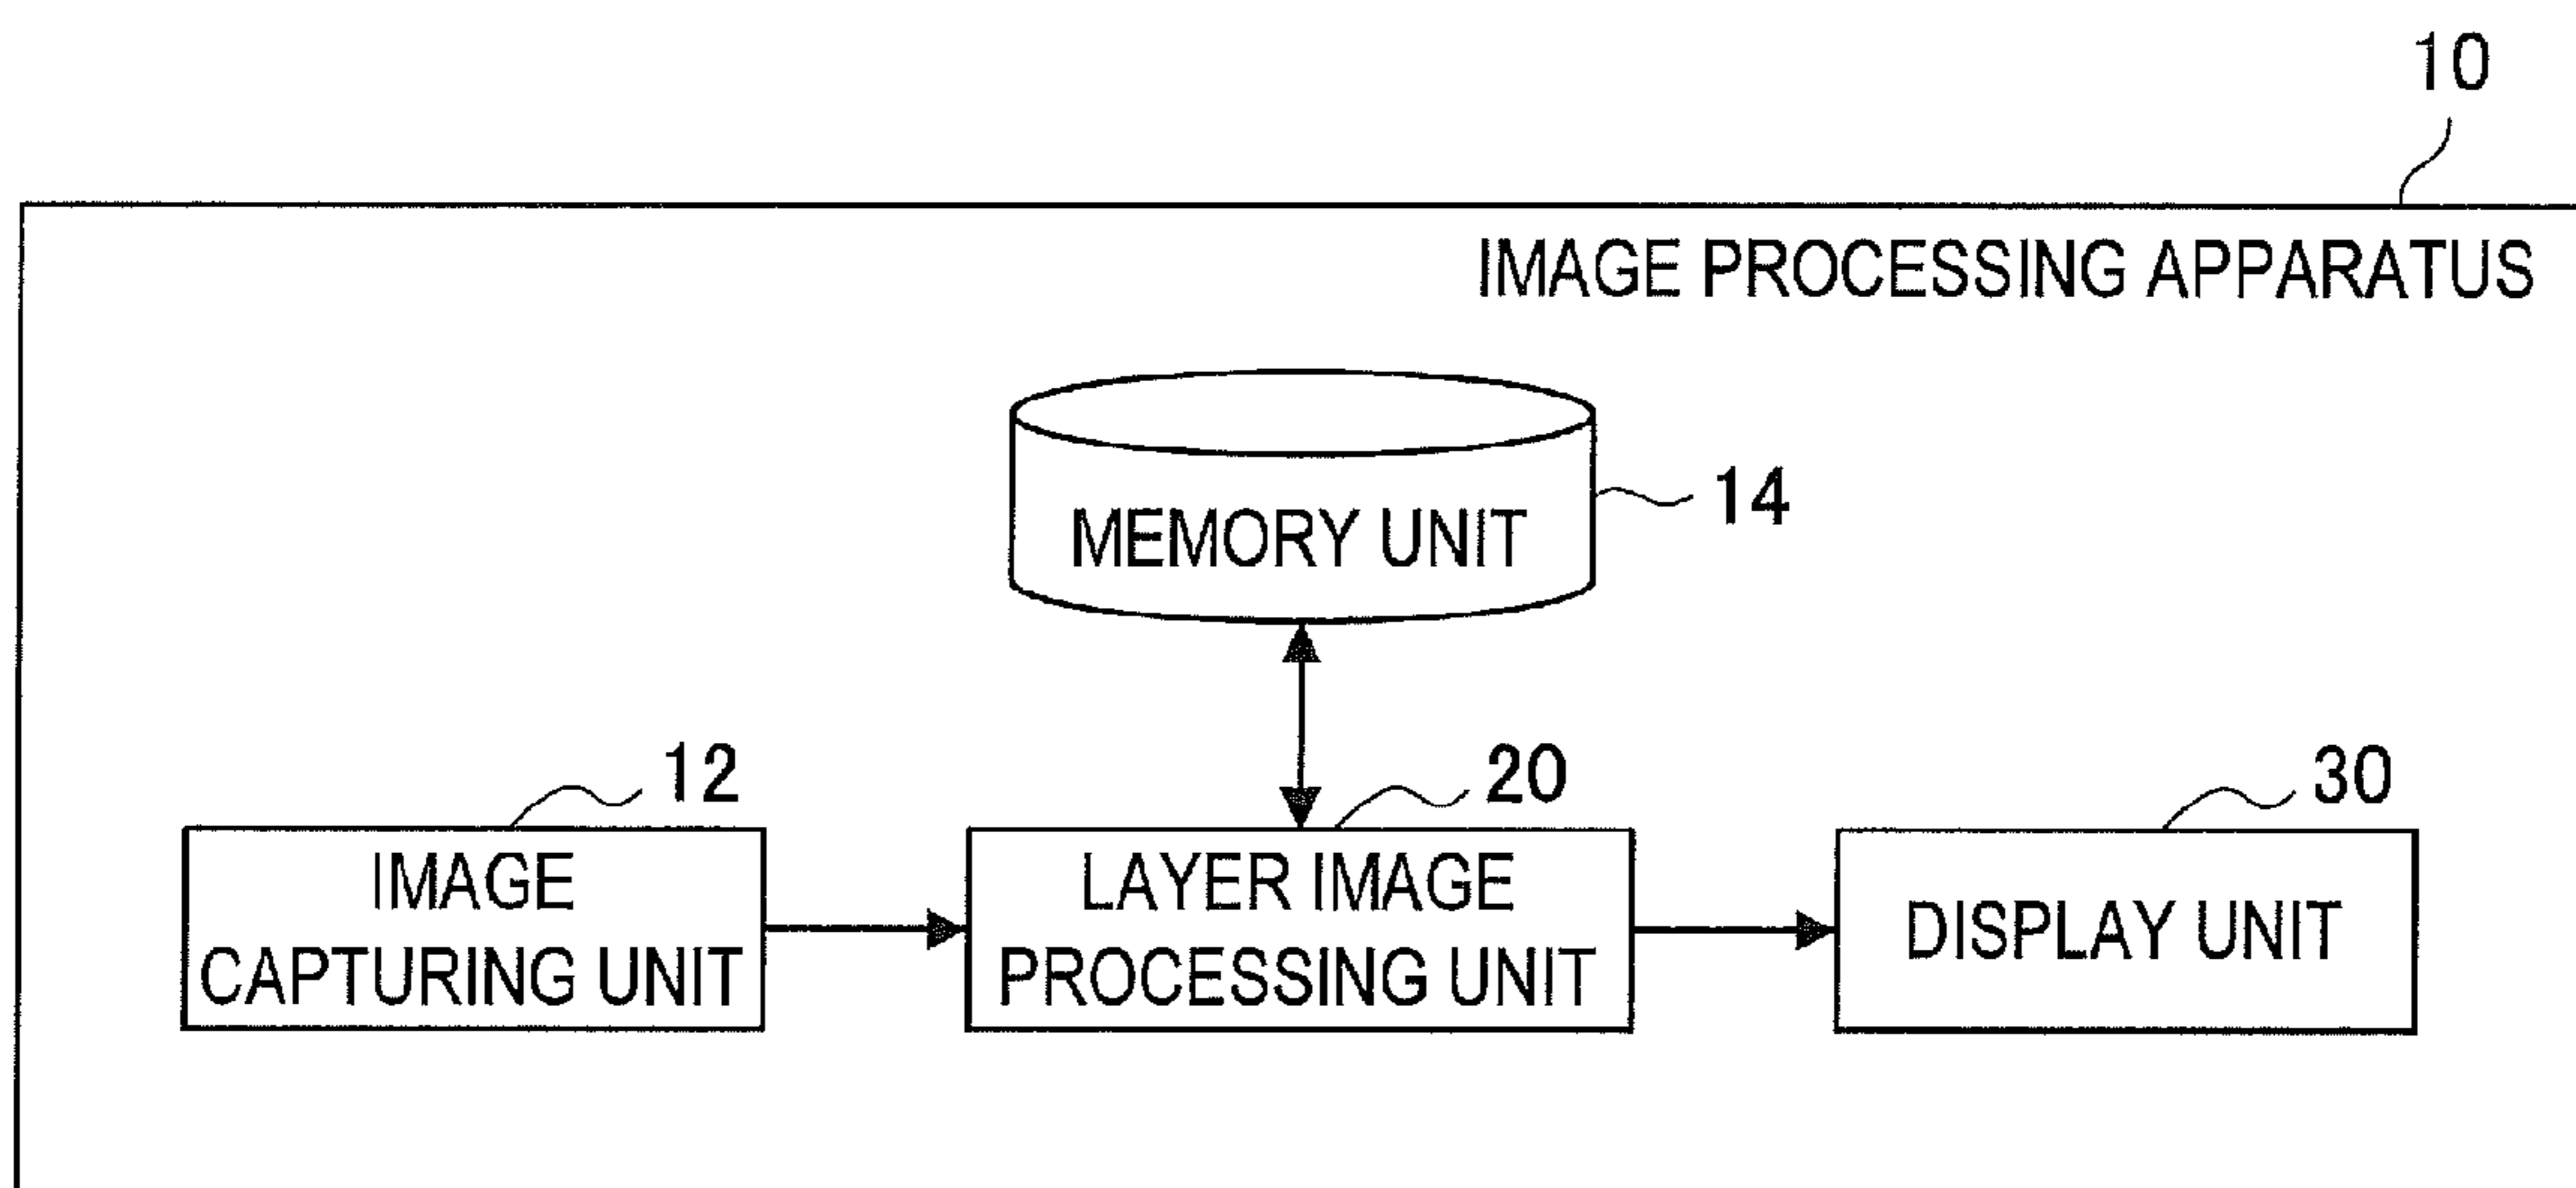 10
IMAGE PROCESSING APPARATUS
MEMORY UNIT
14
12
20
30
IMAGE
CAPTURING UNIT
LAYER IMAGE
PROCESSING UNIT
DISPLAY UNIT